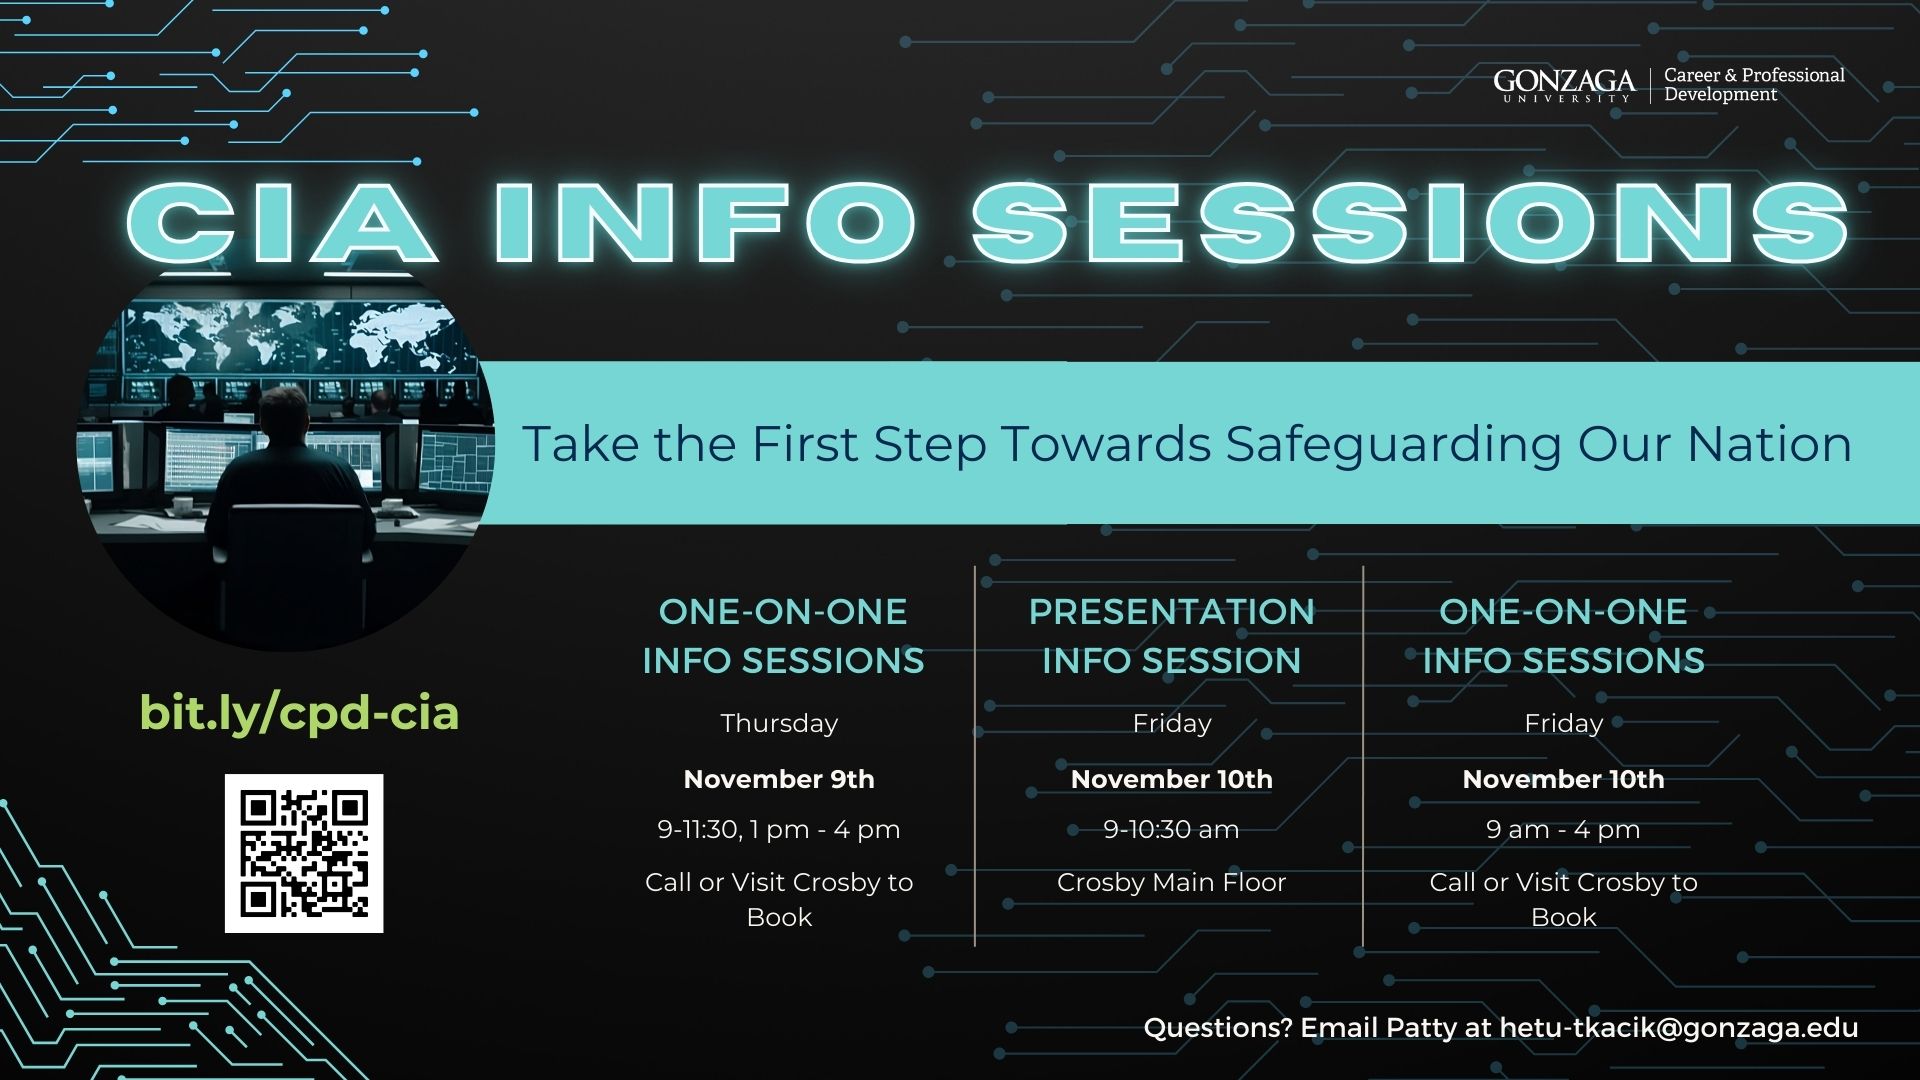 GONZAGA
UNIVERSITY
Career & Professional
Development
CIA INFO SESSIONS
Take the First Step Towards Safeguarding Our Nation
bit.ly/cpd-cia
ONE-ON-ONE
INFO SESSIONS
Thursday
November 9th
9-11:30, 1 pm - 4 pm
Call or Visit Crosby to
Book
PRESENTATION
INFO SESSION
Friday
November 10th
9-10:30 am
Crosby Main Floor
ONE-ON-ONE
INFO SESSIONS
Friday
November 10th
9 am - 4 pm
Call or Visit Crosby to
Book
Questions? Email Patty at hetu-tkacik@gonzaga.edu